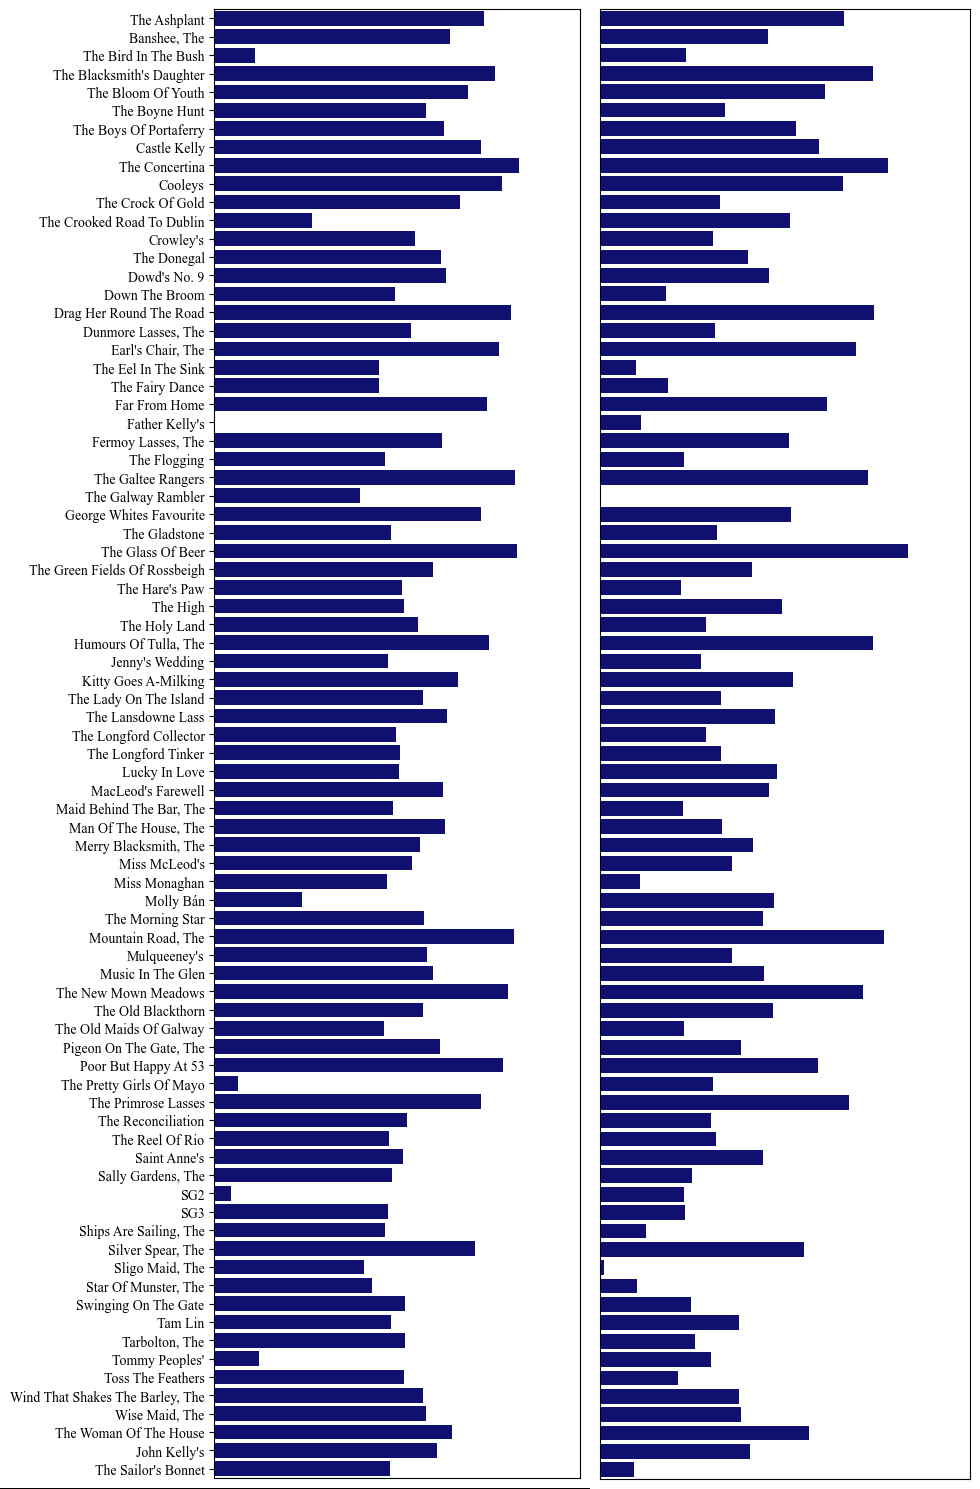 The Ashplant
Banshee, The
The Bird In The Bush
The Blacksmith's Daughter
The Bloom Of Youth
The Boyne Hunt
The Boys Of Portaferry
Castle Kelly
The Concertina
Cooleys
The Crock Of Gold
The Crooked Road To Dublin
Crowley's
The Donegal
Dowd's No. 9
Down The Broom
Drag Her Round The Road
Dunmore Lasses, The
Earl's Chair, The
The Eel In The Sink
The Fairy Dance
Far From Home
Father Kelly's
Fermoy Lasses, The
The Flogging
The Galtee Rangers
The Galway Rambler
George Whites Favourite
The Gladstone
The Glass Of Beer
The Green Fields Of Rossbeigh
The Hare's Paw
The High
The Holy Land
Humours Of Tulla, The
Jenny's Wedding
Kitty Goes A-Milking
The Lady On The Island
The Lansdowne Lass
The Longford Collector
The Longford Tinker
Lucky In Love
MacLeod's Farewell
Maid Behind The Bar, The
Man Of The House, The
Merry Blacksmith, The
Miss McLeod's
Miss Monaghan
Molly Bán
The Morning Star
Mountain Road, The
Mulqueeney's
Music In The Glen
The New Mown Meadows
The Old Blackthorn
The Old Maids Of Galway
Pigeon On The Gate, The
Poor But Happy At 53
The Pretty Girls Of Mayo
The Primrose Lasses
The Reconciliation
The Reel Of Rio
Saint Anne's
Sally Gardens, The
SG2
SG3
Ships Are Sailing, The
Silver Spear, The
Sligo Maid, The
Star Of Munster, The
Swinging On The Gate
Tam Lin
Tarbolton, The
Tommy Peoples'
Toss The Feathers
Wind That Shakes The Barley, The
Wise Maid, The
The Woman Of The House
John Kelly's
The Sailor's Bonnet